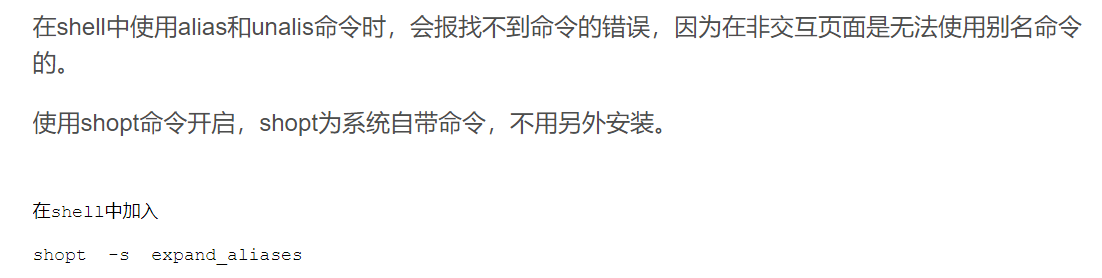 在shell中使用alias和unalis命令时，会报找不到命令的错误，因为在非交互页面是无法使用别名命令
的。
使用shopt命令开启，shopt为系统自带命令，不用另外安装。
在shell中加入
shopt  -s  expand_aliases